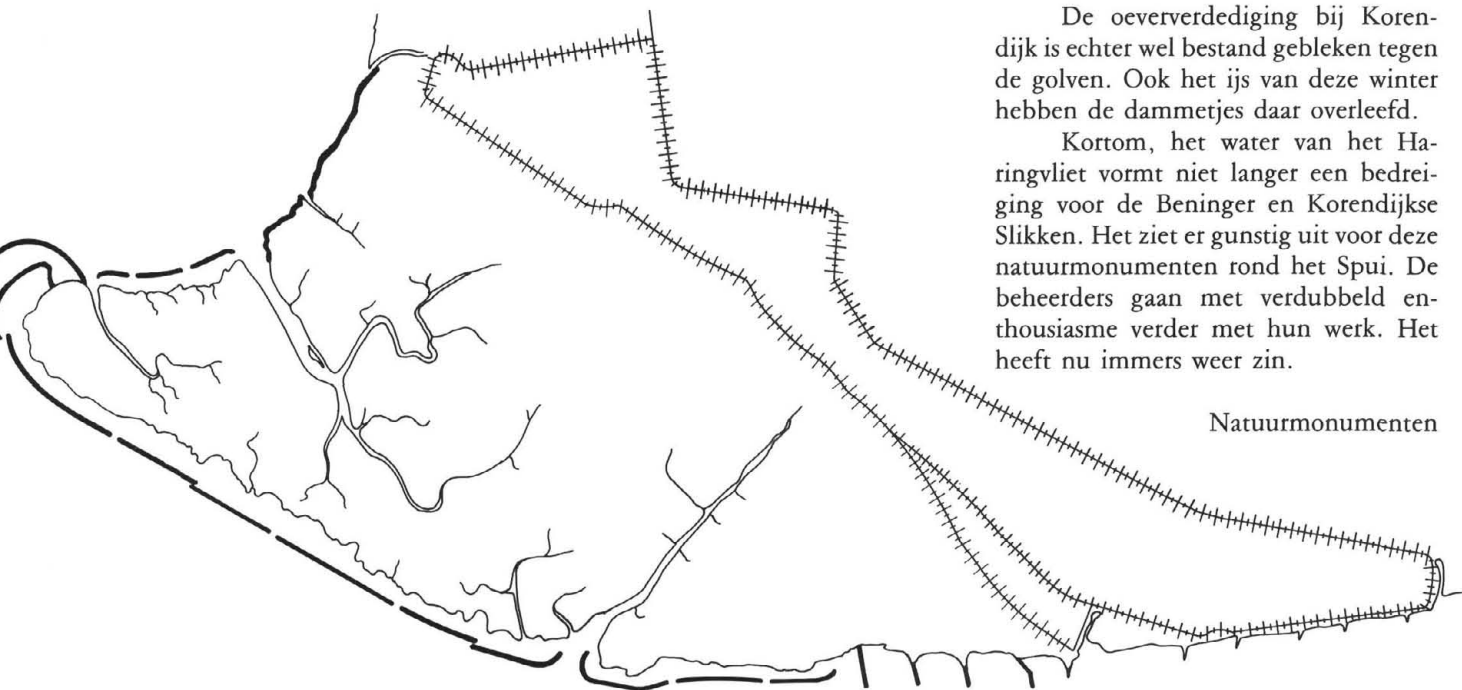 De oeververdediging bij Koren-
dijk is echter wel bestand gebleken tegen
de golven. Ook het ijs van deze winter
hebben de dammetjes daar overleefd.
Kortom, het water van het Ha-
ringvliet vormt niet langer een bedrei-
ging voor de Beninger en Korendijkse
Slikken. Het ziet er gunstig uit voor deze
natuurmonumenten rond het Spui. De
beheerders gaan met verdubbeld en-
thousiasme verder met hun werk. Het
heeft nu immers weer zin.
Natuurmonumenten